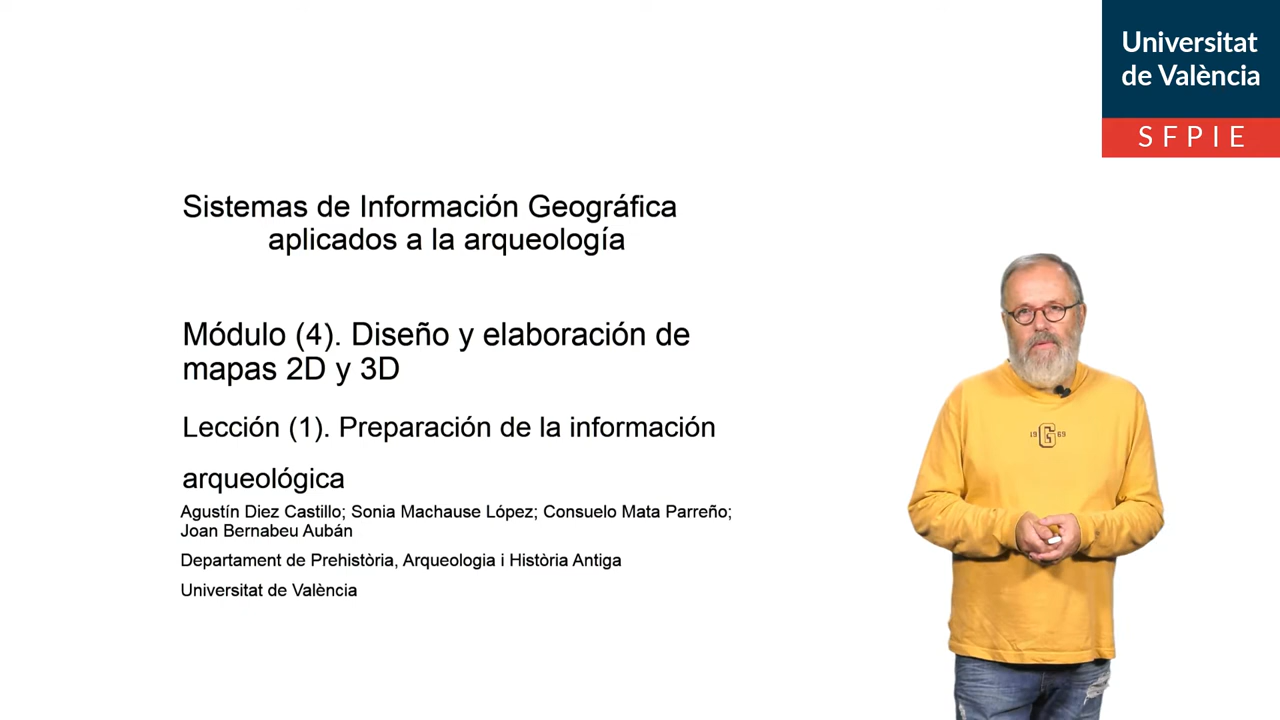 Universitat
de València
SFPIE
Sistemas de Información Geográfica
aplicados a la arqueología
Módulo (4). Diseño y elaboración de
mapas 2D y 3D
Lección (1). Preparación de la información
arqueológica
Agustín Diez Castillo; Sonia Machause López; Consuelo Mata Parreño;
Joan Bernabeu Aubán
Departament de Prehistòria, Arqueologia i Història Antiga
Universitat de València
19 G 69